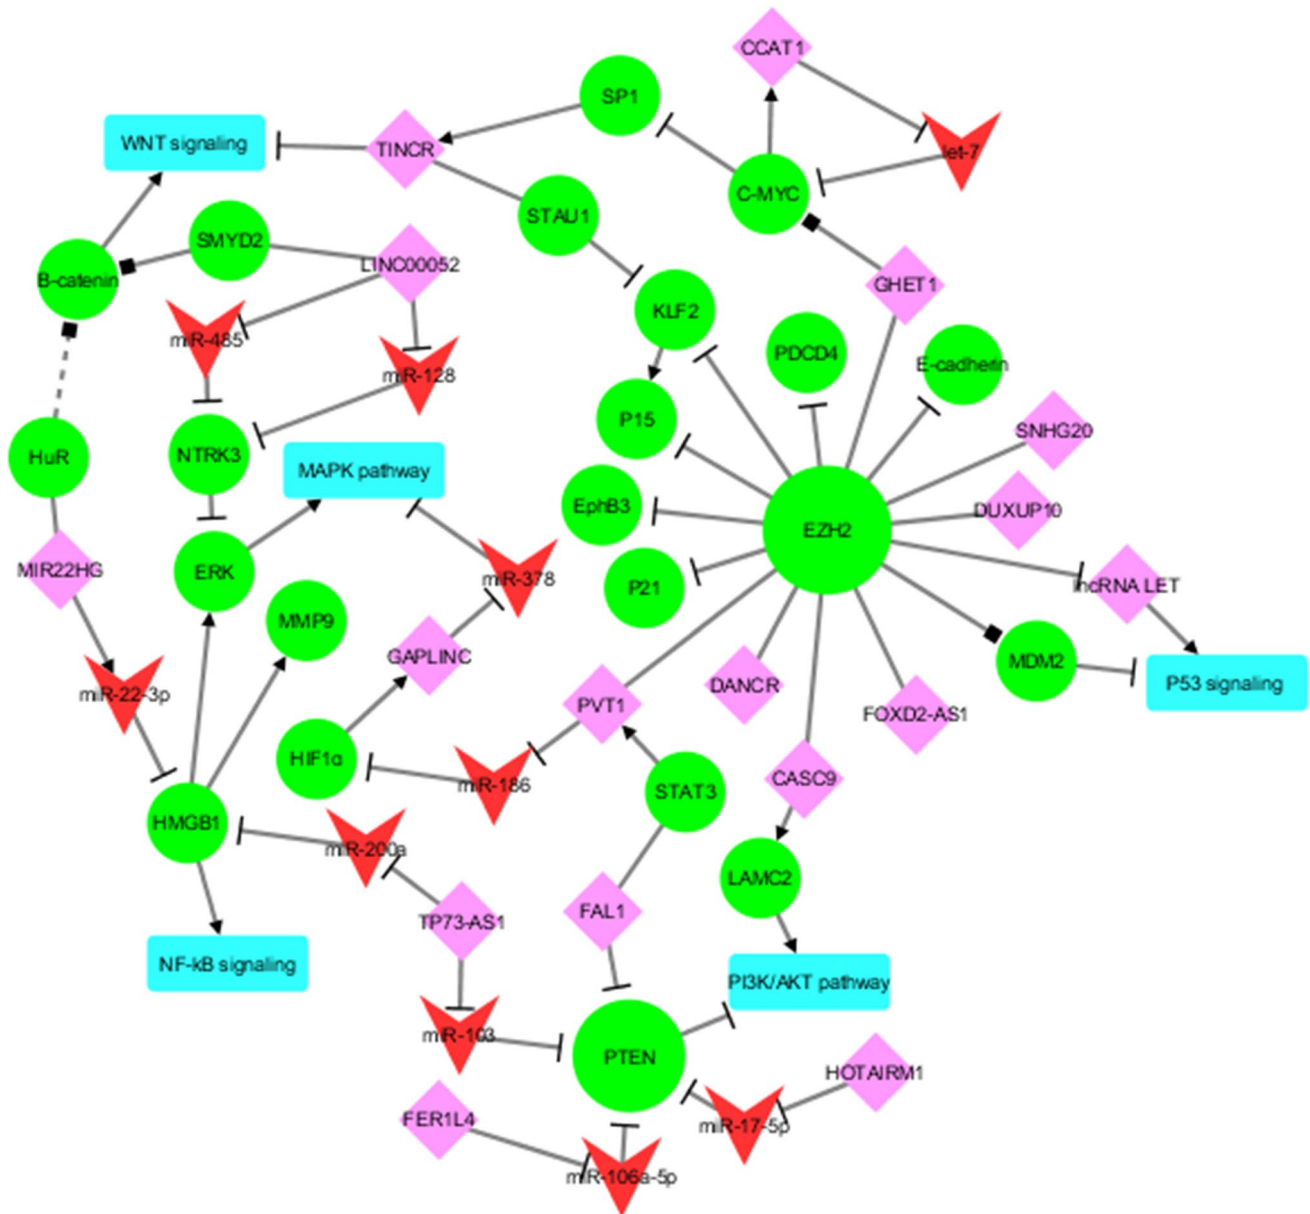 CCAT1
SP1
WNT signaling
TINCR
let-7
C-MYC
STAU1
SMYD2
LINC00052
B-catenin
GHET1
KLF2
miR-485
PDCD4
E-cadherin
miR-128
P15
SNHG20
HuR
NTRK3
MAPK pathway
EphB3
DUXUP10
EZH2
MIR22HG
ERK
miR-378
P21
lncRNA LET
MMP9
GAPLINC
MDM2
P53 signaling
miR-22-3p
DANCR
PVT1
FOXD2-AS1
HIF1α
miR-186
STAT3
CASC9
HMGB1
miR-200a
LAMC2
TP73-AS1
FAL1
NF-kB signaling
PI3K/AKT pathway
miR-103
PTEN
HOTAIRM1
FER1L4
miR-17-5p
miR-106a-5p